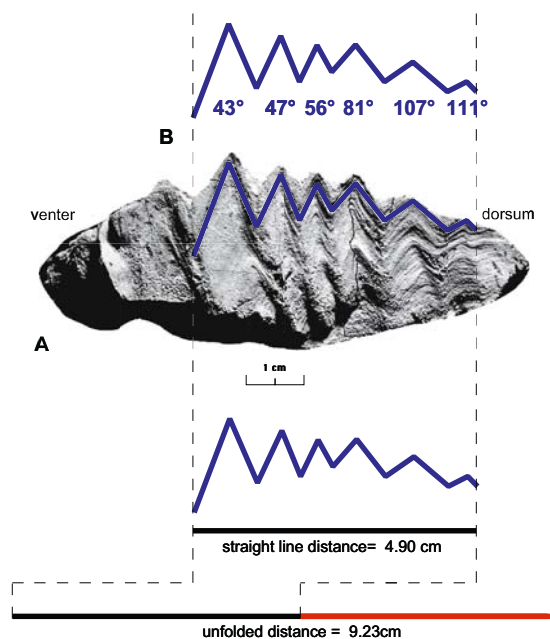 43° 47° 56° 81° 107° 111°
B
venter
dorsum
A
1 cm
straight line distance= 4.90 cm
unfolded distance = 9.23cm